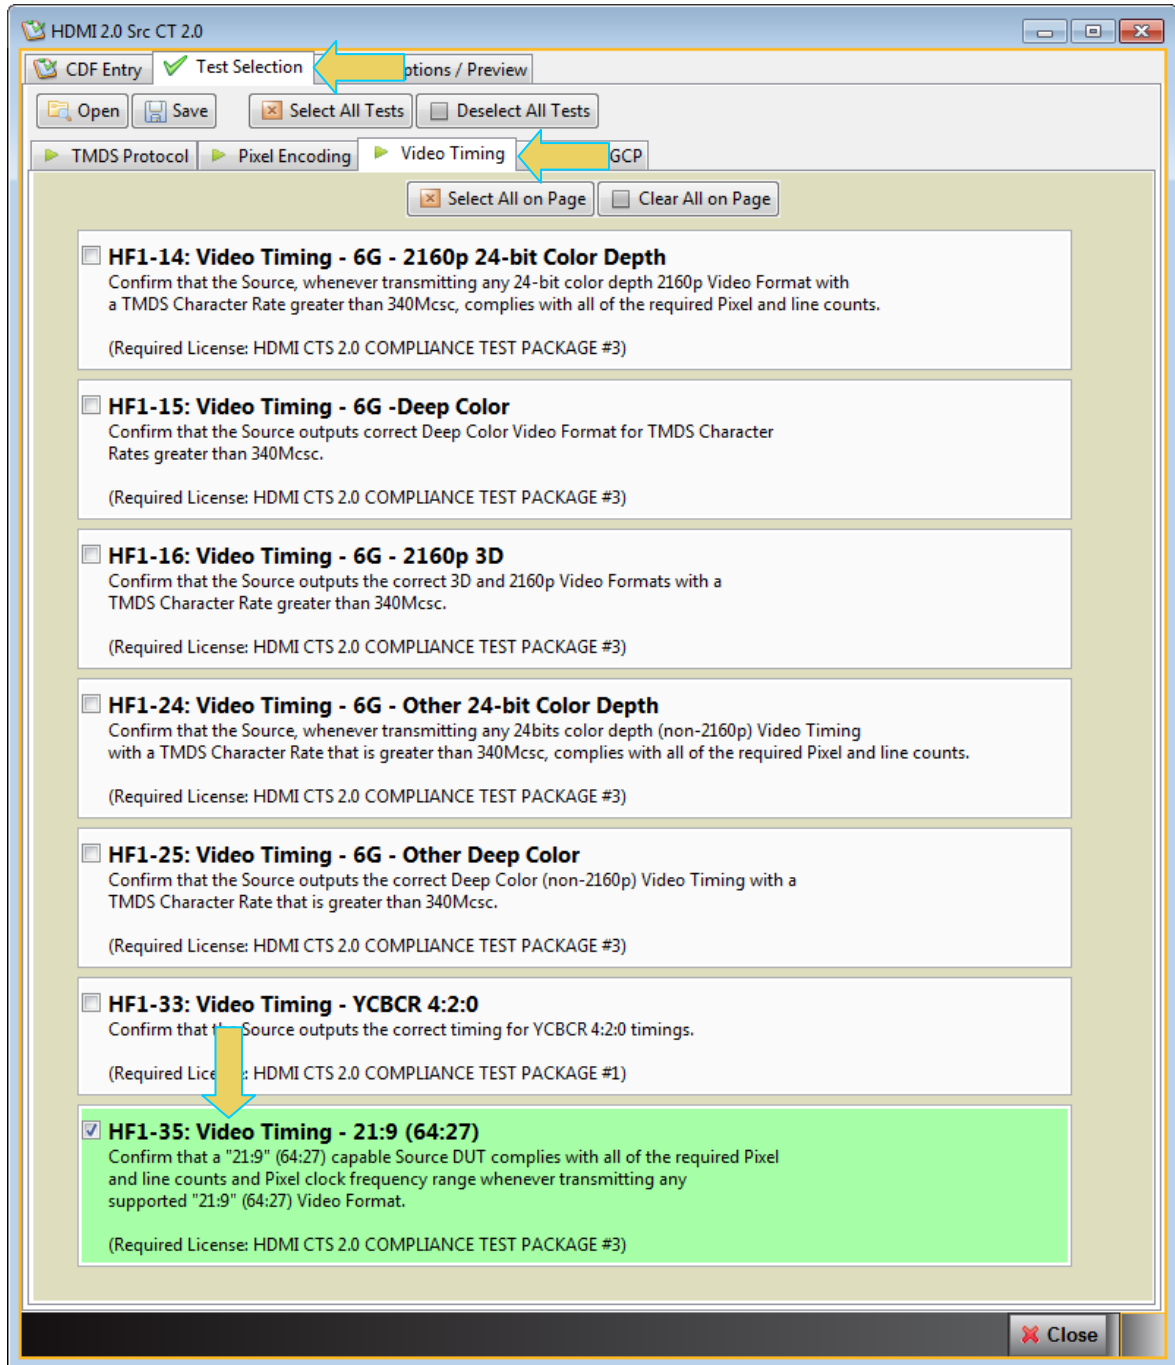 HDMI 2.0 Src CT 2.0
CDF Entry Test Selection ptions / Preview
Open Save Select All Tests Deselect All Tests
TMDS Protocol Pixel Encoding Video Timing GCP
Select All on Page Clear All on Page
HF1-14: Video Timing - 6G - 2160p 24-bit Color Depth
Confirm that the Source, whenever transmitting any 24-bit color depth 2160p Video Format with
a TMDS Character Rate greater than 340Mcsc, complies with all of the required Pixel and line counts.
(Required License: HDMI CTS 2.0 COMPLIANCE TEST PACKAGE #3)
HF1-15: Video Timing - 6G -Deep Color
Confirm that the Source outputs correct Deep Color Video Format for TMDS Character
Rates greater than 340Mcsc.
(Required License: HDMI CTS 2.0 COMPLIANCE TEST PACKAGE #3)
HF1-16: Video Timing - 6G - 2160p 3D
Confirm that the Source outputs the correct 3D and 2160p Video Formats with a
TMDS Character Rate greater than 340Mcsc.
(Required License: HDMI CTS 2.0 COMPLIANCE TEST PACKAGE #3)
HF1-24: Video Timing - 6G - Other 24-bit Color Depth
Confirm that the Source, whenever transmitting any 24bits color depth (non-2160p) Video Timing
with a TMDS Character Rate that is greater than 340Mcsc, complies with all of the required Pixel and line counts.
(Required License: HDMI CTS 2.0 COMPLIANCE TEST PACKAGE #3)
HF1-25: Video Timing - 6G - Other Deep Color
Confirm that the Source outputs the correct Deep Color (non-2160p) Video Timing with a
TMDS Character Rate that is greater than 340Mcsc.
(Required License: HDMI CTS 2.0 COMPLIANCE TEST PACKAGE #3)
HF1-33: Video Timing - YCBCR 4:2:0
Confirm that the Source outputs the correct timing for YCBCR 4:2:0 timings.
(Required Lice : HDMI CTS 2.0 COMPLIANCE TEST PACKAGE #1)
HF1-35: Video Timing - 21:9 (64:27)
Confirm that a "21:9" (64:27) capable Source DUT complies with all of the required Pixel
and line counts and Pixel clock frequency range whenever transmitting any
supported "21:9" (64:27) Video Format.
(Required License: HDMI CTS 2.0 COMPLIANCE TEST PACKAGE #3)
Close